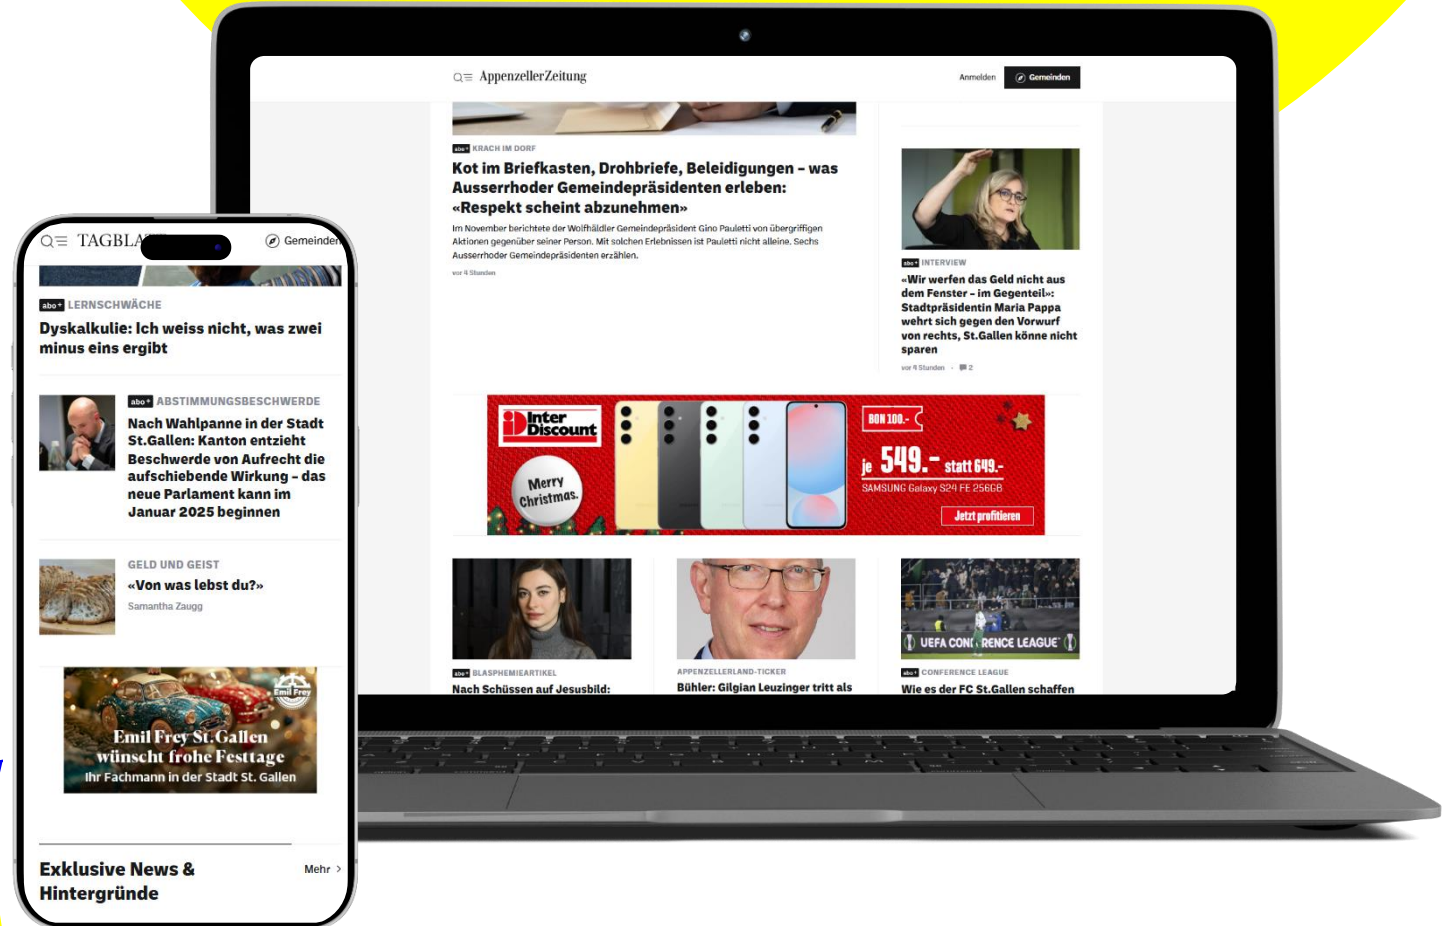 AppenzellerZeitung
Anmelden
Gemeinden
abo+ KRACH IM DORF
Kot im Briefkasten, Drohbriefe, Beleidigungen – was
Ausserrhoder Gemeindepräsidenten erleben:
«Respekt scheint abzunehmen»
Im November berichtete der Wolfhäldler Gemeindepräsident Gino Pauletti von übergriffigen
Aktionen gegenüber seiner Person. Mit solchen Erlebnissen ist Pauletti nicht alleine. Sechs
Ausserrhoder Gemeindepräsidenten erzählen.
vor 4 Stunden
abo+ INTERVIEW
«Wir werfen das Geld nicht aus
dem Fenster – im Gegenteil»:
Stadtpräsidentin Maria Pappa
wehrt sich gegen den Vorwurf
von rechts, St.Gallen könne nicht
sparen
vor 4 Stunden
2
Inter
Discount
Merry
Christmas.
BON 100.-
je 549.- statt 649.-
SAMSUNG Galaxy S24 FE 256GB
Jetzt profitieren
UEFA CONFERENCE LEAGUE
abo+ BLASPHEMIEARTIKEL
Nach Schüssen auf Jesusbild:
APPENZELLERLAND-TICKER
Bühler: Gilgian Leuzinger tritt als
abo+ CONFERENCE LEAGUE
Wie es der FC St.Gallen schaffen
TAGBLA
Gemeinden
abo+ LERNSCHWÄCHE
Dyskalkulie: Ich weiss nicht, was zwei
minus eins ergibt
abo+ ABSTIMMUNGSBESCHWERDE
Nach Wahlpanne in der Stadt
St.Gallen: Kanton entzieht
Beschwerde von Aufrecht die
aufschiebende Wirkung – das
neue Parlament kann im
Januar 2025 beginnen
GELD UND GEIST
«Von was lebst du?»
Samantha Zaugg
Emil Frey
Emil Frey St.Gallen
wünscht frohe Festtage
Ihr Fachmann in der Stadt St. Gallen
Exklusive News &
Hintergründe
Mehr